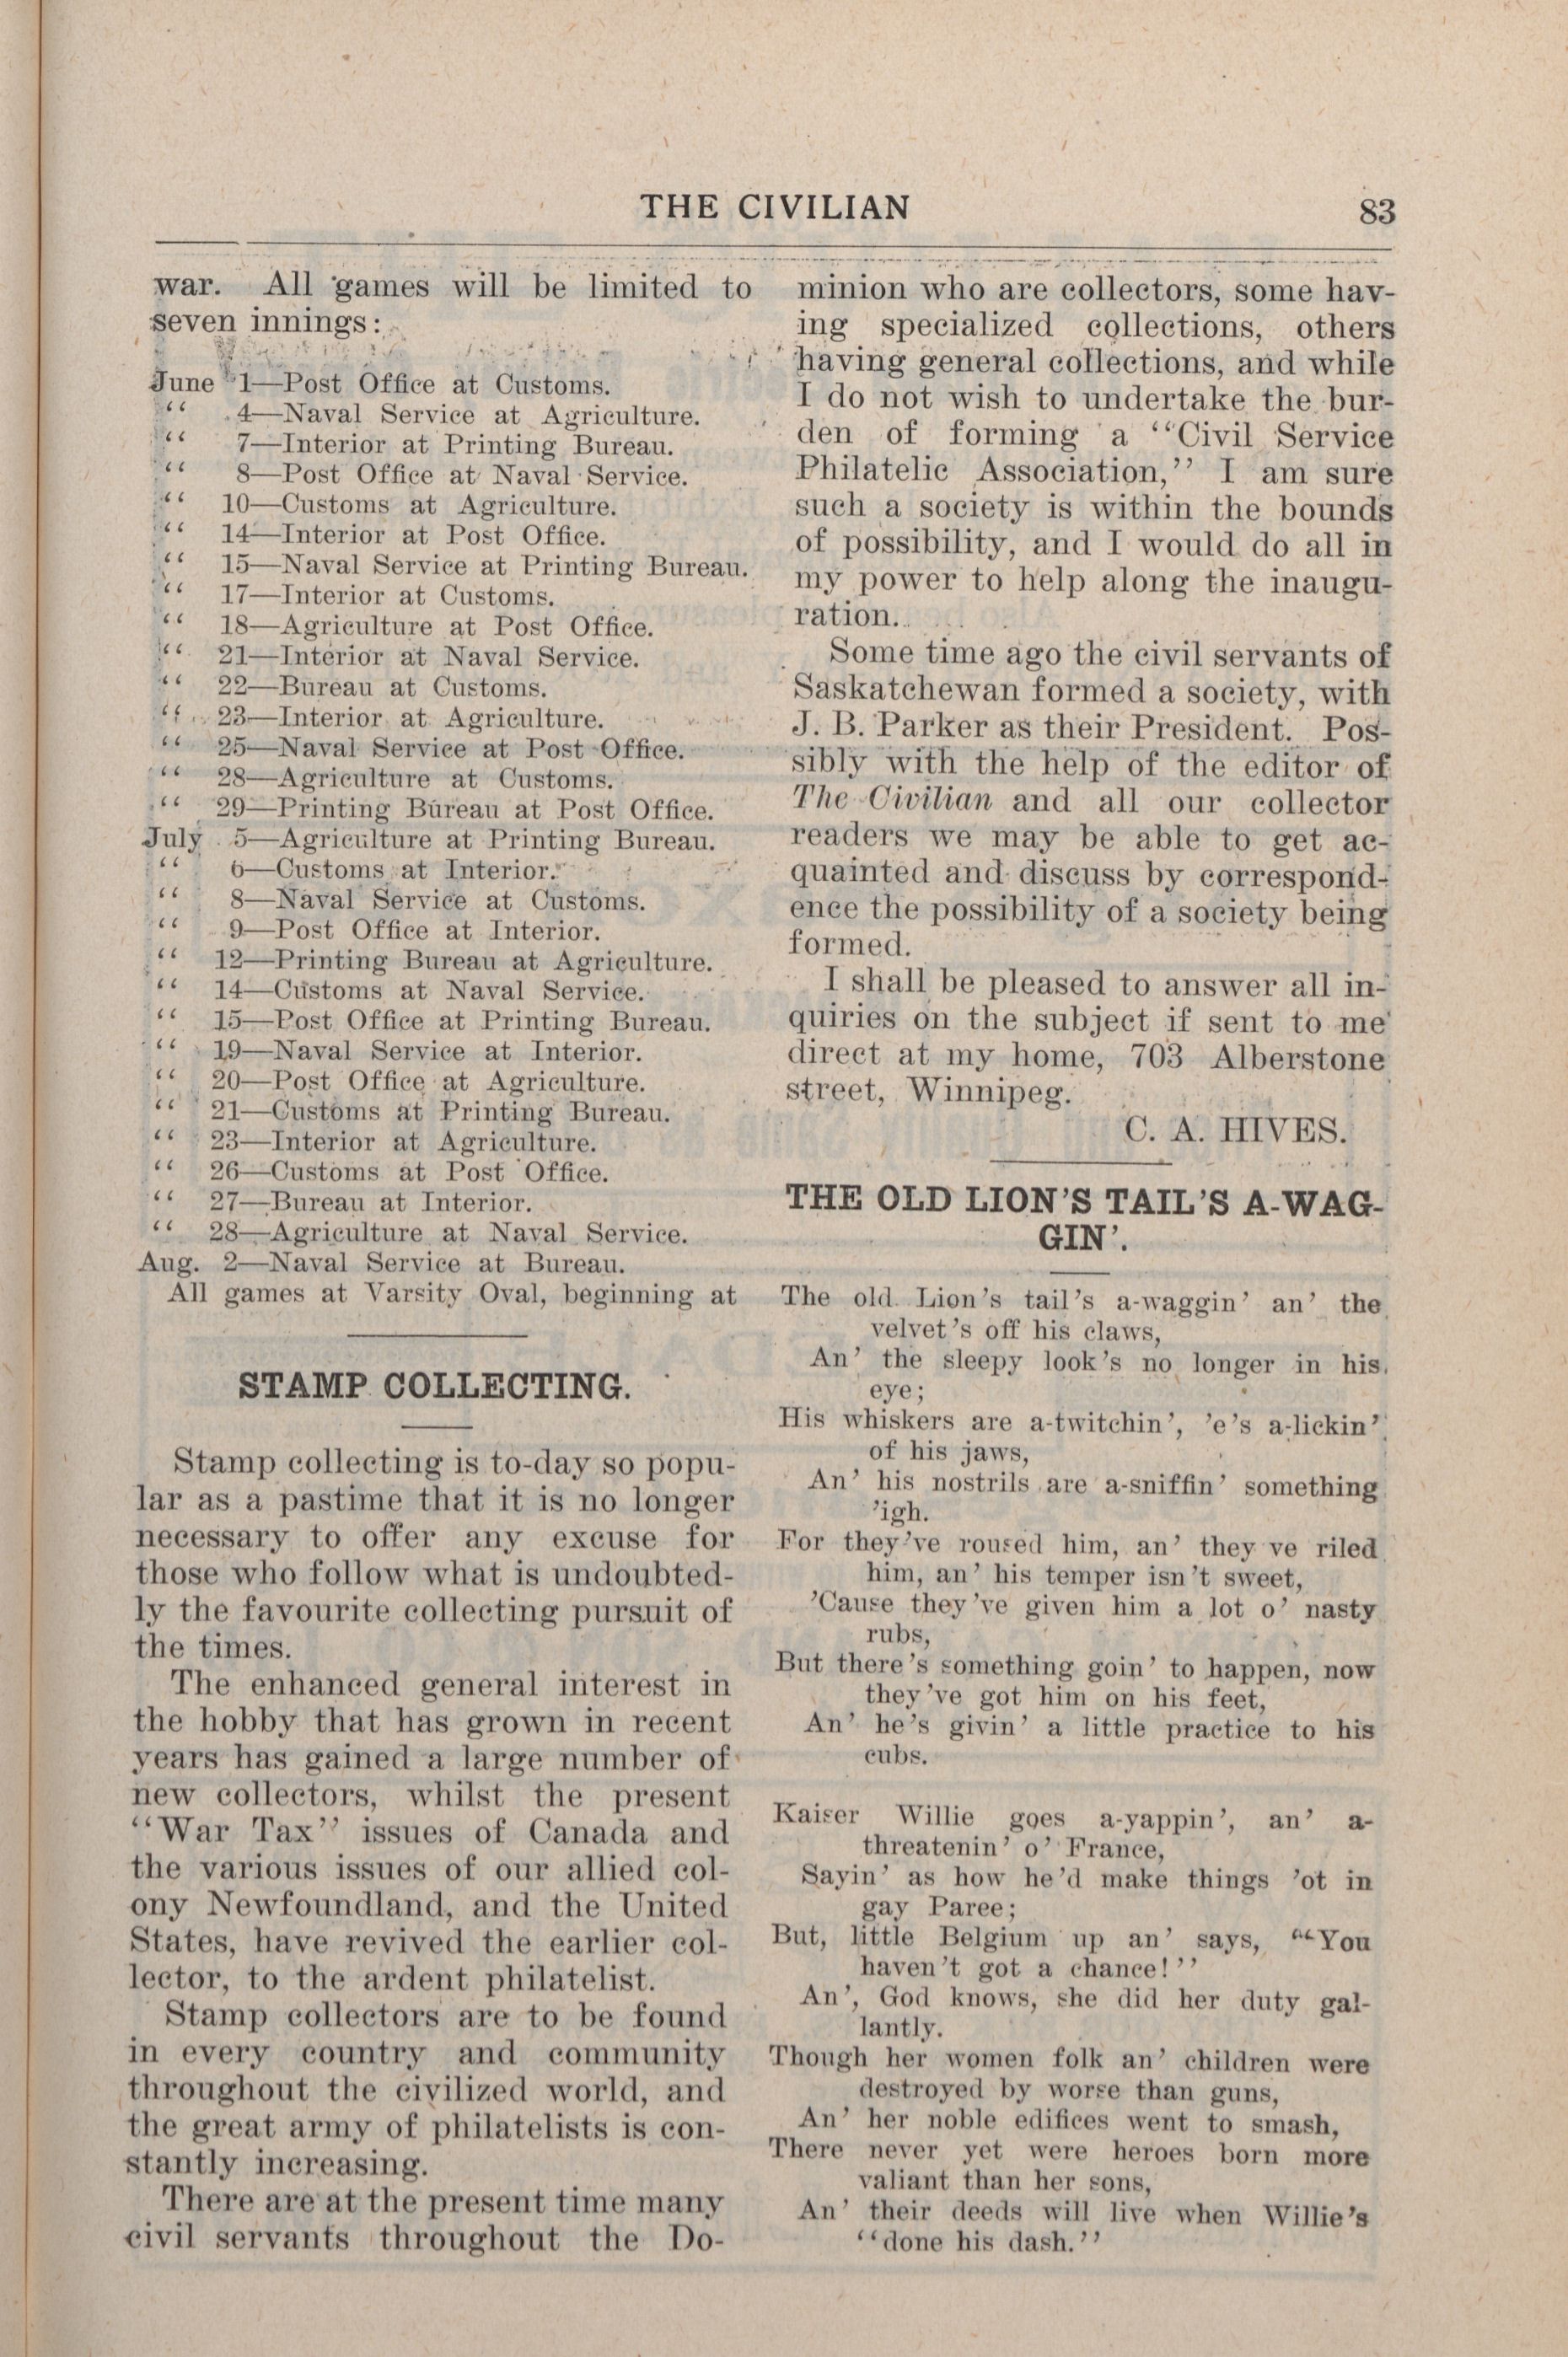 THE CIVILIAN 83
war. All games will be limited to
seven innings:
June 1—Post Office at Customs.
“ 4—Naval Service at Agriculture.
“ 7—Interior at Printing Bureau.
“ 8—Post Office at Naval Service.
“ 10—Customs at Agriculture.
“ 14—Interior at Post Office.
“ 15—Naval Service at Printing Bureau.
“ 17—Interior at Customs.
“ 18—Agriculture at Post Office.
“ 21—Interior at Naval Service.
“ 22—Bureau at Customs.
“ 23—Interior at Agriculture.
“ 25—Naval Service at Post Office.
“ 28—Agriculture at Customs.
“ 29—Printing Bureau at Post Office.
July 5—Agriculture at Printing Bureau.
“ 6—Customs at Interior.
“ 8—Naval Service at Customs.
“ 9—Post Office at Interior.
“ 12—Printing Bureau at Agriculture.
“ 14—Customs at Naval Service.
“ 15—Post Office at Printing Bureau.
“ 19—Naval Service at Interior.
“ 20—Post Office at Agriculture.
“ 21—Customs at Printing Bureau.
“ 23—Interior at Agriculture.
“ 26—Customs at Post Office.
“ 27—Bureau at Interior.
“ 28—Agriculture at Naval Service.
Aug. 2—Naval Service at Bureau.
All games at Varsity Oval, beginning at
STAMP COLLECTING.
Stamp collecting is to-day so popu-
lar as a pastime that it is no longer
necessary to offer any excuse for
those who follow what is undoubted-
ly the favourite collecting pursuit of
the times.
The enhanced general interest in
the hobby that has grown in recent
years has gained a large number of
new collectors, whilst the present
“War Tax” issues of Canada and
the various issues of our allied col-
ony Newfoundland, and the United
States, have revived the earlier col-
lector, to the ardent philatelist.
Stamp collectors are to be found
in every country and community
throughout the civilized world, and
the great army of philatelists is con-
stantly increasing.
There are at the present time many
civil servants throughout the Do-
minion who are collectors, some hav-
ing specialized collections, others
having general collections, and while
I do not wish to undertake the bur-
den of forming a “Civil Service
Philatelic Association,” I am sure
such a society is within the bounds
of possibility, and I would do all in
my power to help along the inaugu-
ration.
Some time ago the civil servants of
Saskatchewan formed a society, with
J. B. Parker as their President. Pos-
sibly with the help of the editor of
The Civilian and all our collector
readers we may be able to get ac-
quainted and discuss by correspond-
ence the possibility of a society being
formed.
I shall be pleased to answer all in-
quiries on the subject if sent to me
direct at my home, 703 Alberstone
street, Winnipeg.
C. A. HIVES.
THE OLD LION’S TAIL’S A-WAG-
GIN’.
The old Lion’s tail’s a-waggin’ an’ the
velvet’s off his claws,
An’ the sleepy look’s no longer in his
eye;
His whiskers are a-twitchin’, ’e’s a-lickin’
of his jaws,
An’ his nostrils are a-sniffin’ something
’igh.
For they’ve roused him, an’ they ve riled
him, an’ his temper isn’t sweet,
’Cause they’ve given him a lot o’ nasty
rubs,
But there’s something goin’ to happen, now
they’ve got him on his feet,
An’ he’s givin’ a little practice to his
cubs.
Kaiser Willie goes a-yappin’, an’ a-
threatenin’ o’ France,
Sayin’ as how he’d make things ’ot in
gay Paree;
But, little Belgium up an’ says, “You
haven’t got a chance!”
An’, God knows, she did her duty gal-
lantly.
Though her women folk an’ children were
destroyed by worse than guns,
An’ her noble edifices went to smash,
There never yet were heroes born more
valiant than her sons,
An’ their deeds will live when Willie’s
“done his dash.”